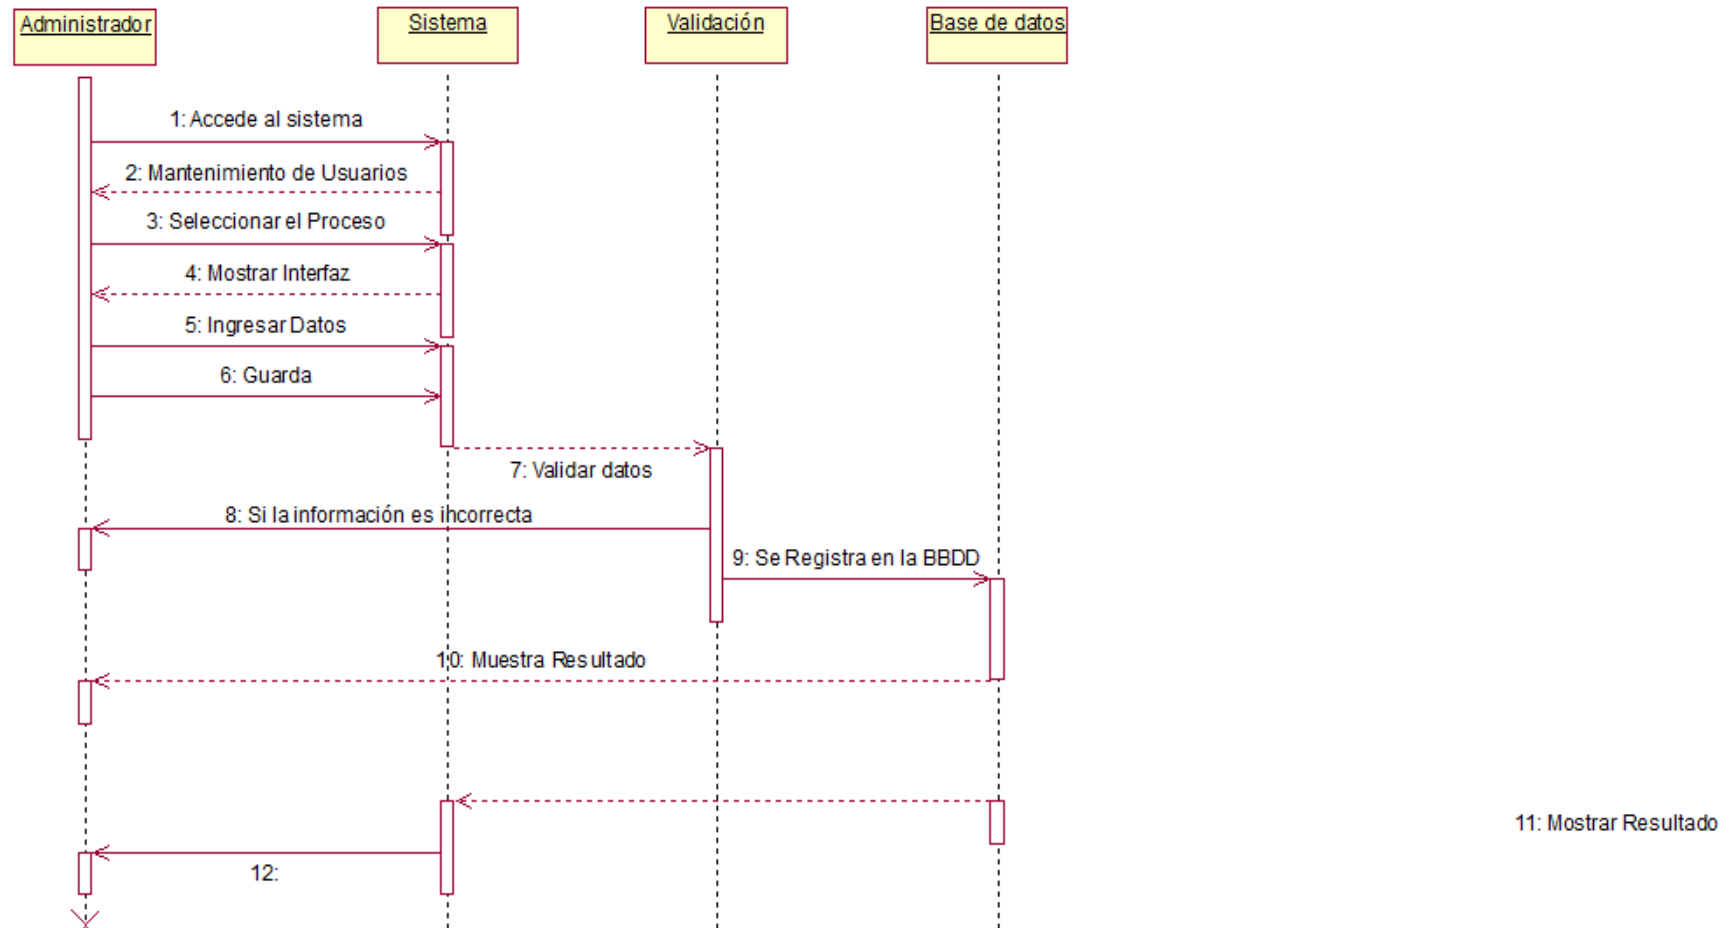 Administrador
Sistema
Validación
Base de datos
1: Accede al sistema
2: Mantenimiento de Usuarios
3: Seleccionar el Proceso
4: Mostrar Interfaz
5: Ingresar Datos
6: Guarda
7: Validar datos
8: Si la información es incorrecta
9: Se Registra en la BBDD
10: Muestra Resultado
11: Mostrar Resultado
12: